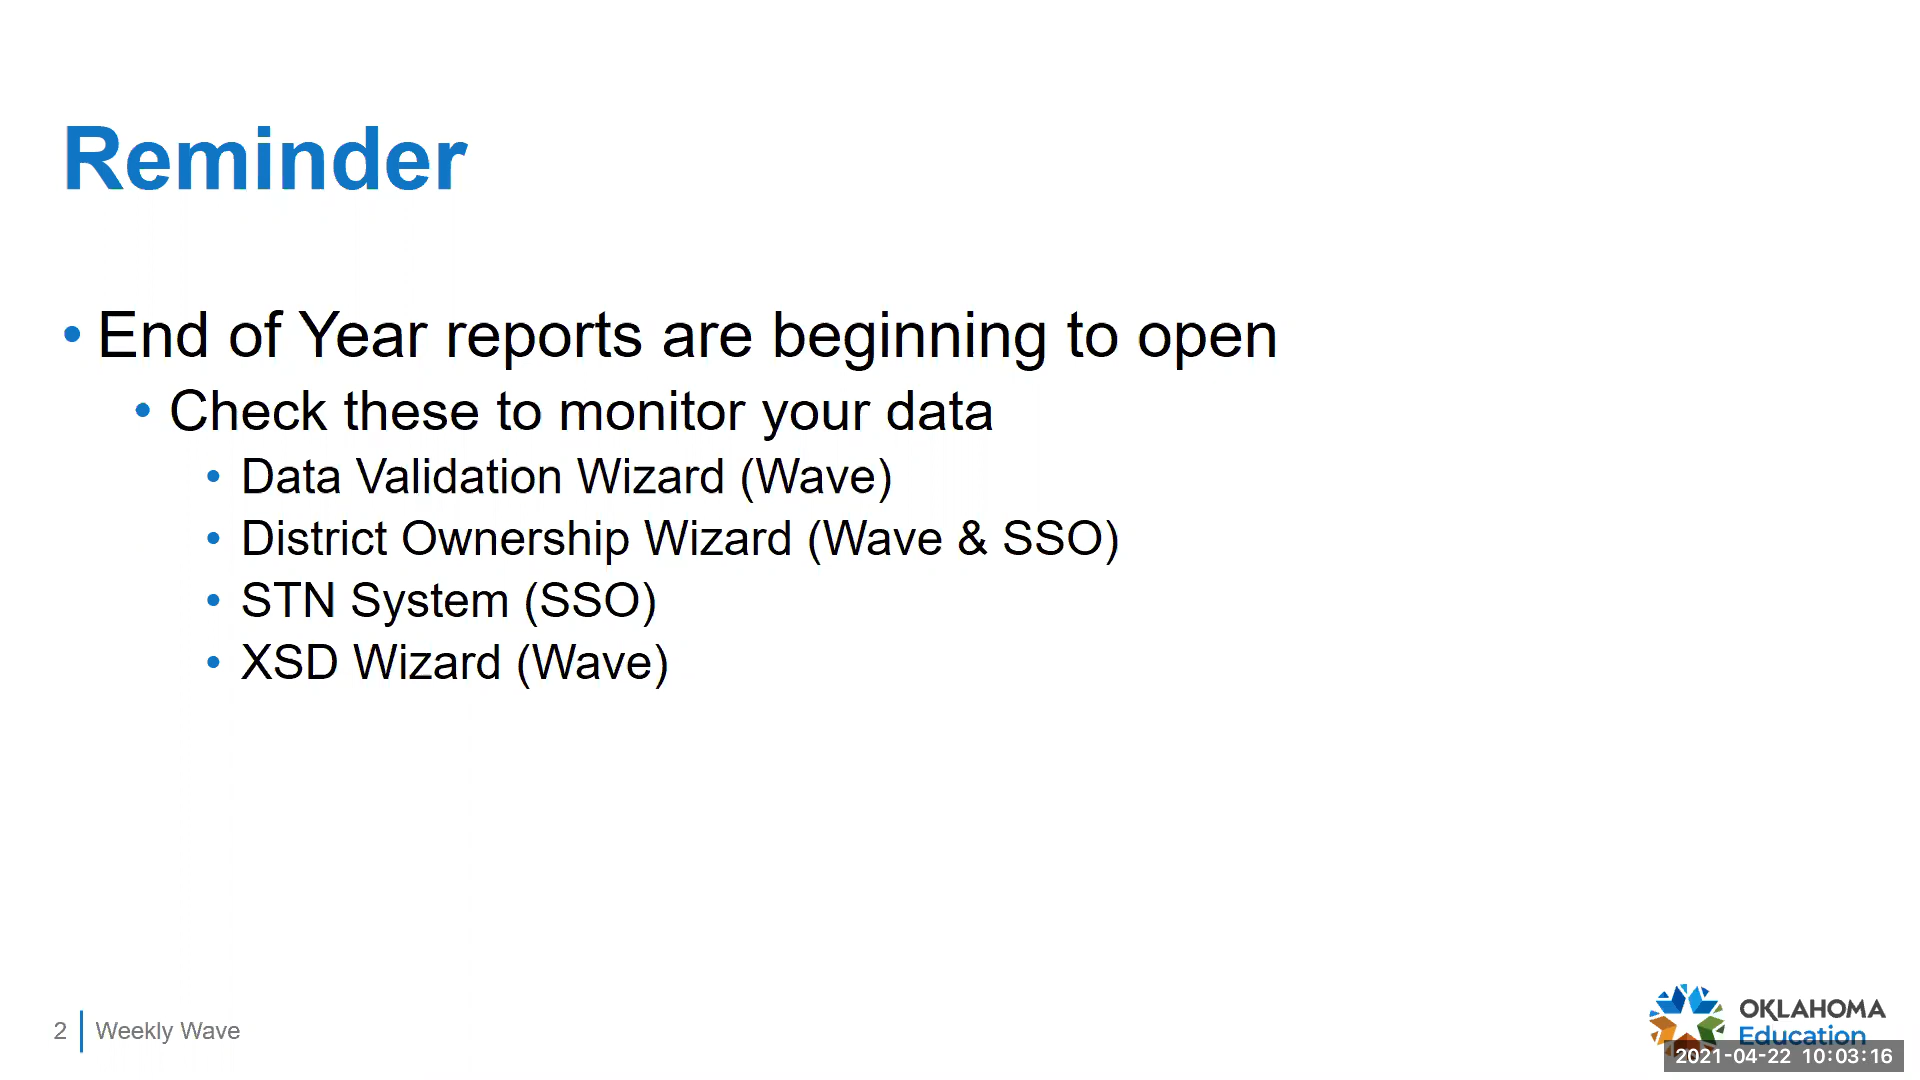 Reminder
• End of Year reports are beginning to open
• Check these to monitor your data
• Data Validation Wizard (Wave)
• District Ownership Wizard (Wave & SSO)
• STN System (SSO)
• XSD Wizard (Wave)
2 Weekly Wave
OKLAHOMA
Education
2021-04-22 10:03:16